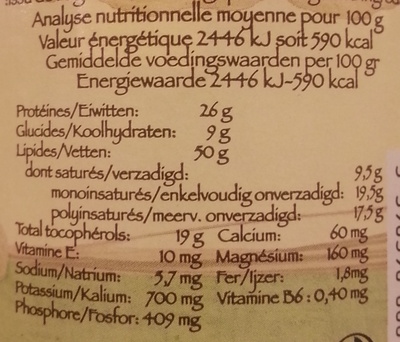 Analyse nutritionnelle moyenne pour 100 g
Valeur énergétique 2446 kJ soit 590 kcal
Gemiddelde voedingswaarden per 100 gr
Energiewaarde 2446 kJ-590 kcal
Protéines/Eiwitten: 26 g
Glucides/Koolhydraten: 9 g
Lipides/Vetten: 50 g
dont saturés/verzadigd: 9,5 g
monoinsaturés/enkelvoudig onverzadigd: 19,5g
polyinsaturés/meerv. onverzadigd: 17,5 g
Total tocophérols: 19 g Calcium: 60 mg
Vitamine E: 10 mg Magnésium: 160 mg
Sodium/Natrium: 5,7 mg Fer/Ijzer: 1,8mg
Potassium/Kalium: 700 mg Vitamine B6 : 0,40 mg
Phosphore/Fosfor: 409 mg